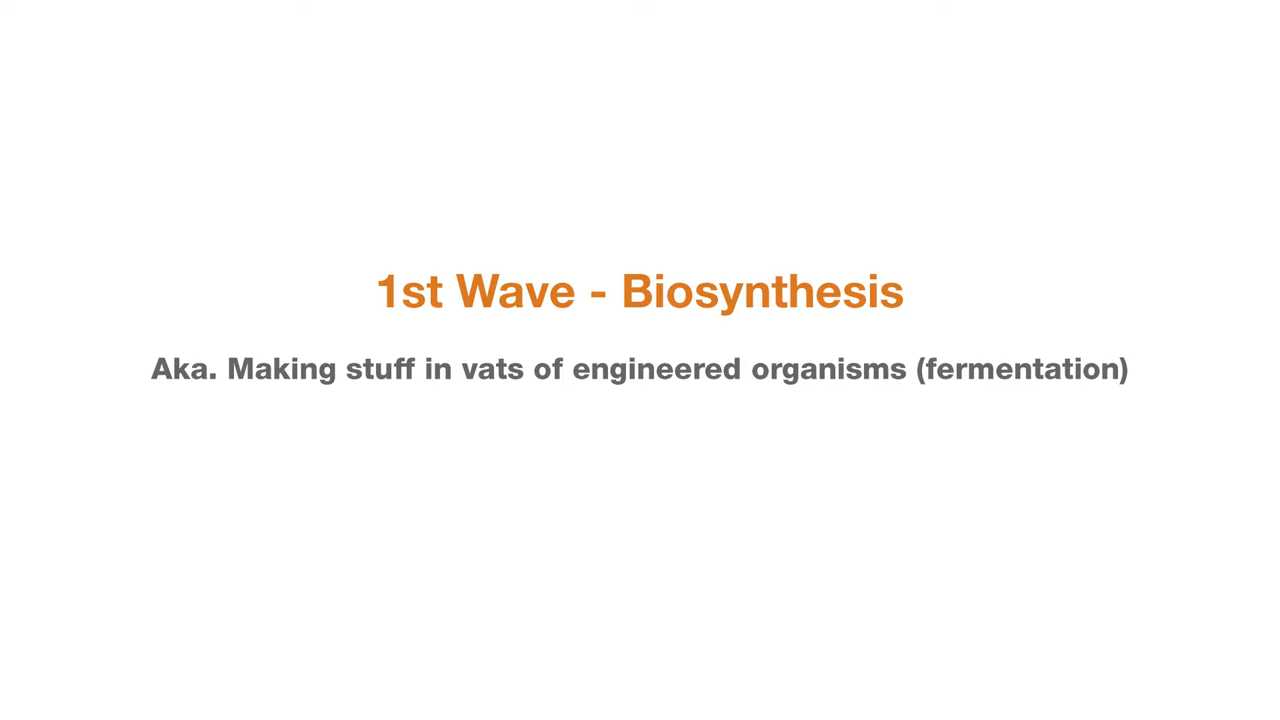 1st Wave - Biosynthesis
Aka. Making stuff in vats of engineered organisms (fermentation)